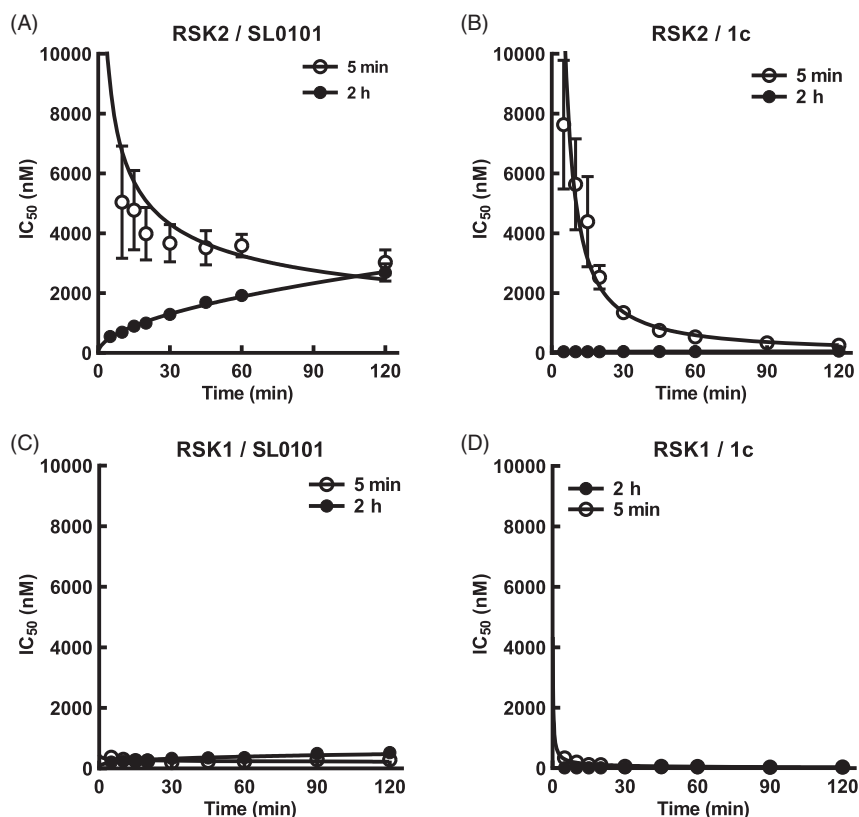 (A)
RSK2 / SL0101
10000
8000
6000
4000
2000
0
IC50 (nM)
5 min
2 h
0
30
60
90
120
Time (min)
(B)
RSK2 / 1c
10000
8000
6000
4000
2000
0
IC50 (nM)
5 min
2 h
0
30
60
90
120
Time (min)
(C)
RSK1 / SL0101
10000
8000
6000
4000
2000
0
IC50 (nM)
5 min
2 h
0
30
60
90
120
Time (min)
(D)
RSK1 / 1c
10000
8000
6000
4000
2000
0
IC50 (nM)
2 h
5 min
0
30
60
90
120
Time (min)